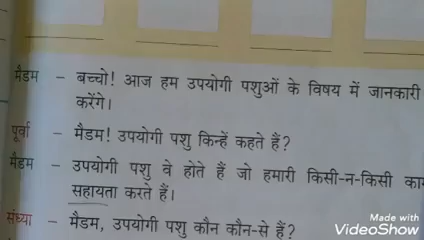 मैडम – बच्चो! आज हम उपयोगी पशुओं के विषय में जानकारी
करेंगे।
पूर्वा – मैडम! उपयोगी पशु किन्हें कहते हैं?
मैडम – उपयोगी पशु वे होते हैं जो हमारी किसी-न-किसी
सहायता करते हैं।
संध्या – मैडम, उपयोगी पशु कौन कौन-से हैं?
Made with
VideoShow